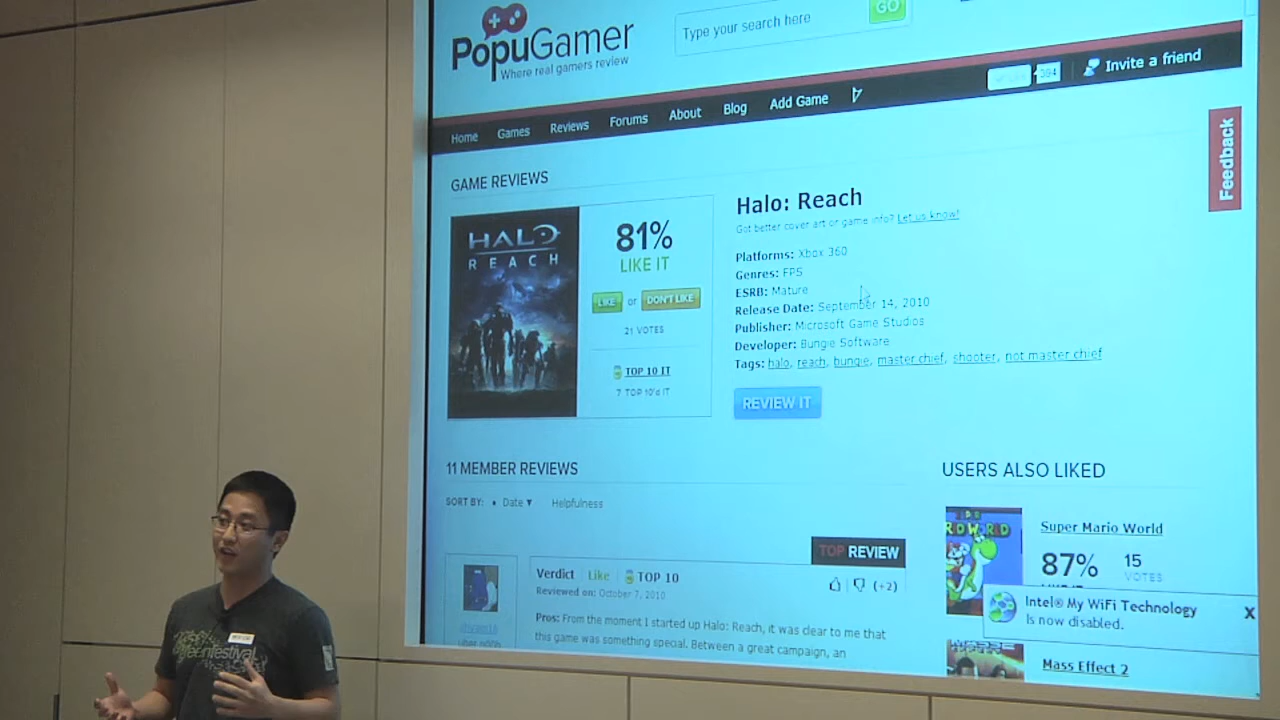 PopuGamer
Where real gamers review
Type your search here
GO
394
Invite a friend
Home Games Reviews Forums About Blog Add Game
Feedback
GAME REVIEWS
HALO
REACH
81%
LIKE IT
LIKE or DON'T LIKE
21 VOTES
TOP 10 IT
7 TOP 10'd IT
Halo: Reach
Got better cover art or game info? Let us know!
Platforms: Xbox 360
Genres: FPS
ESRB: Mature
Release Date: September 14, 2010
Publisher: Microsoft Game Studios
Developer: Bungie Software
Tags: halo, reach, bungie, master chief, shooter, not master chief
REVIEW IT
11 MEMBER REVIEWS
SORT BY: Date ▼ Helpfulness
TOP REVIEW
Verdict Like TOP 10
(+2)
Reviewed on: October 7, 2010
Pros: From the moment I started up Halo: Reach, it was clear to me that
this game was something special. Between a great campaign, an
USERS ALSO LIKED
Super Mario World
87%
15
VOTES
Intel® My WiFi Technology X
Is now disabled.
Mass Effect 2